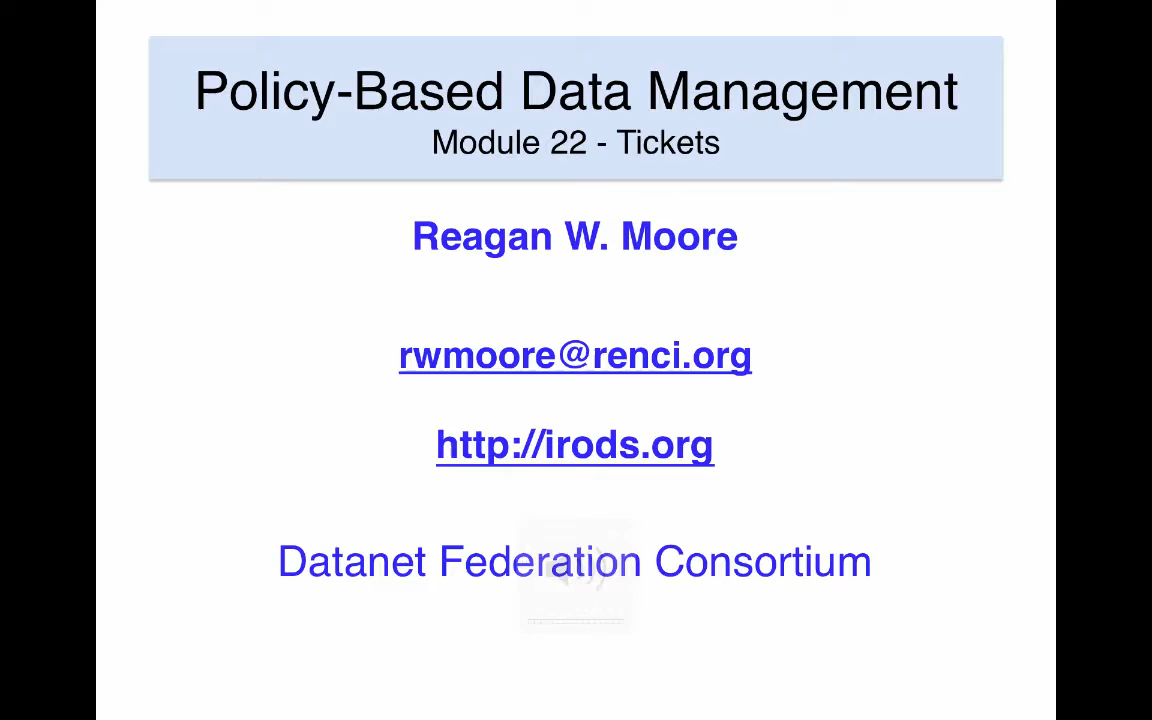 Policy-Based Data Management
Module 22 - Tickets
Reagan W. Moore
rwmoore@renci.org
http://irods.org
Datanet Federation Consortium